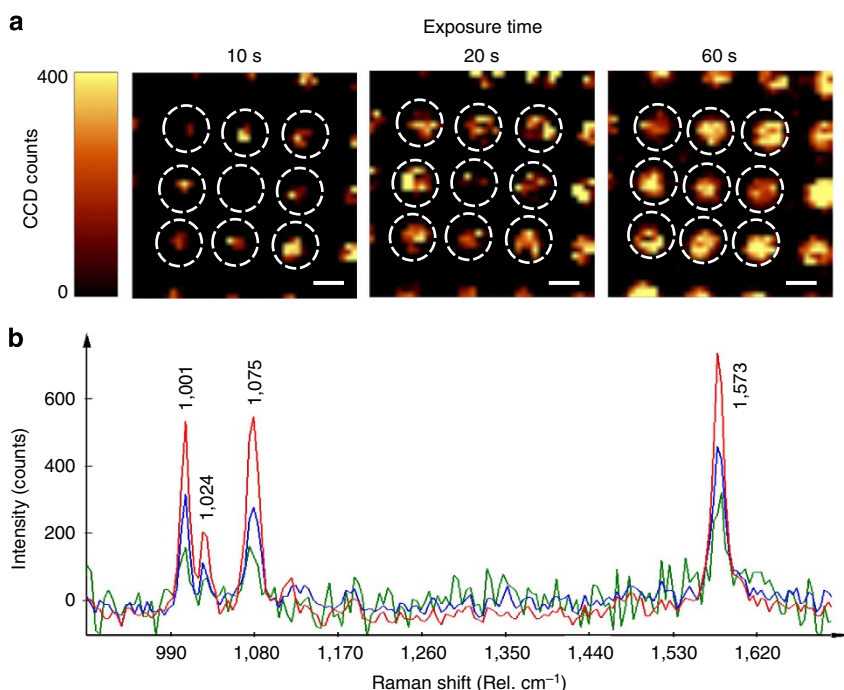 a
Exposure time
10 s 20 s 60 s
400
CCD counts
0
b
1,001
1,024
1,075
1,573
600
400
200
0
Intensity (counts)
990 1,080 1,170 1,260 1,350 1,440 1,530 1,620
Raman shift (Rel. cm⁻¹)